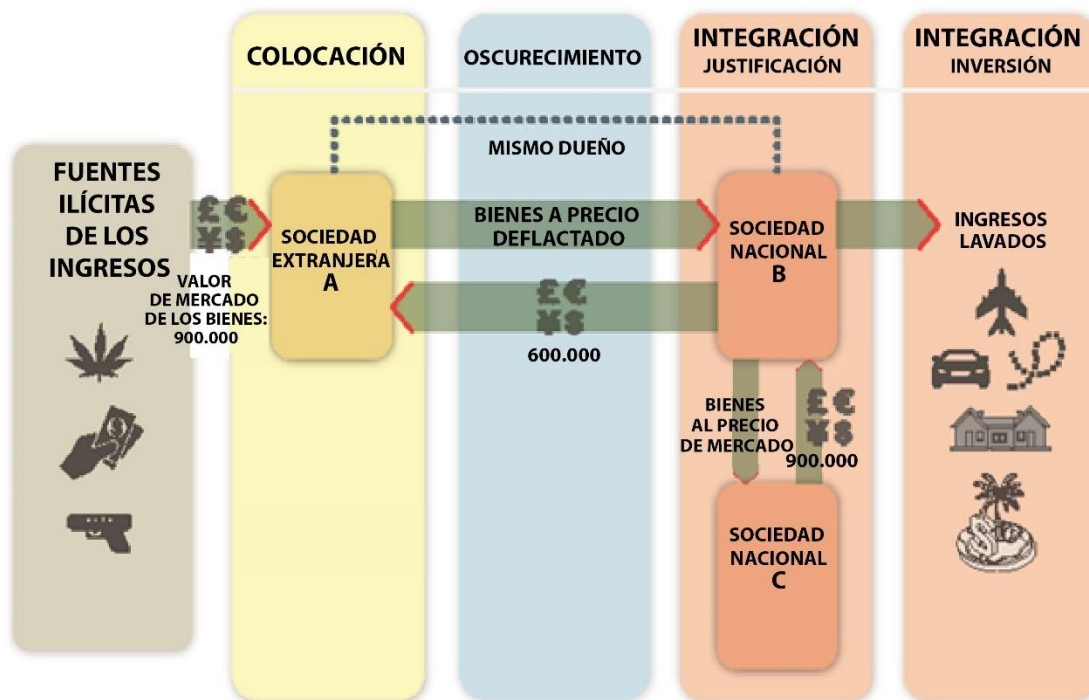 COLOCACIÓN
OSCURECIMIENTO
INTEGRACIÓN
JUSTIFICACIÓN
INTEGRACIÓN
INVERSIÓN
MISMO DUEÑO
FUENTES
ILÍCITAS
DE LOS
INGRESOS
£ €
¥ $
VALOR
DE MERCADO
DE LOS BIENES:
900.000
SOCIEDAD
EXTRANJERA
A
BIENES A PRECIO
DEFLACTADO
£ €
¥ $
600.000
SOCIEDAD
NACIONAL
B
INGRESOS
LAVADOS
BIENES
AL PRECIO
DE MERCADO
£ €
¥ $
900.000
SOCIEDAD
NACIONAL
C